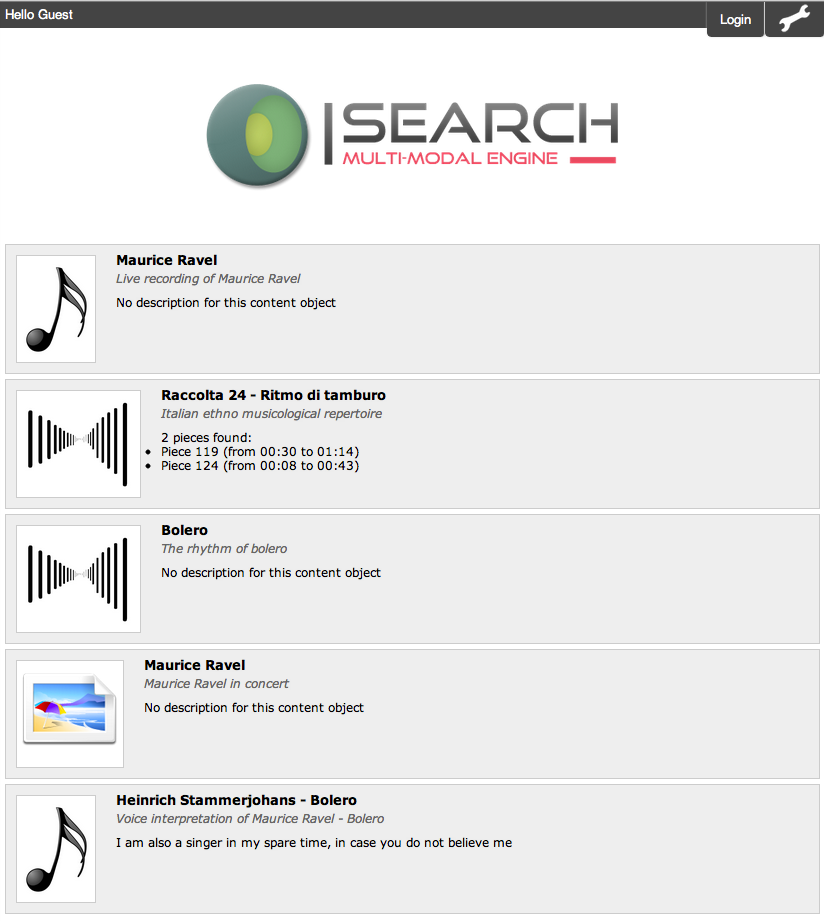 Hello Guest
Login
|SEARCH
MULTI-MODAL ENGINE
Maurice Ravel
Live recording of Maurice Ravel
No description for this content object
Raccolta 24 - Ritmo di tamburo
Italian ethno musicological repertoire
2 pieces found:
Piece 119 (from 00:30 to 01:14)
Piece 124 (from 00:08 to 00:43)
Bolero
The rhythm of bolero
No description for this content object
Maurice Ravel
Maurice Ravel in concert
No description for this content object
Heinrich Stammerjohans - Bolero
Voice interpretation of Maurice Ravel - Bolero
I am also a singer in my spare time, in case you do not believe me